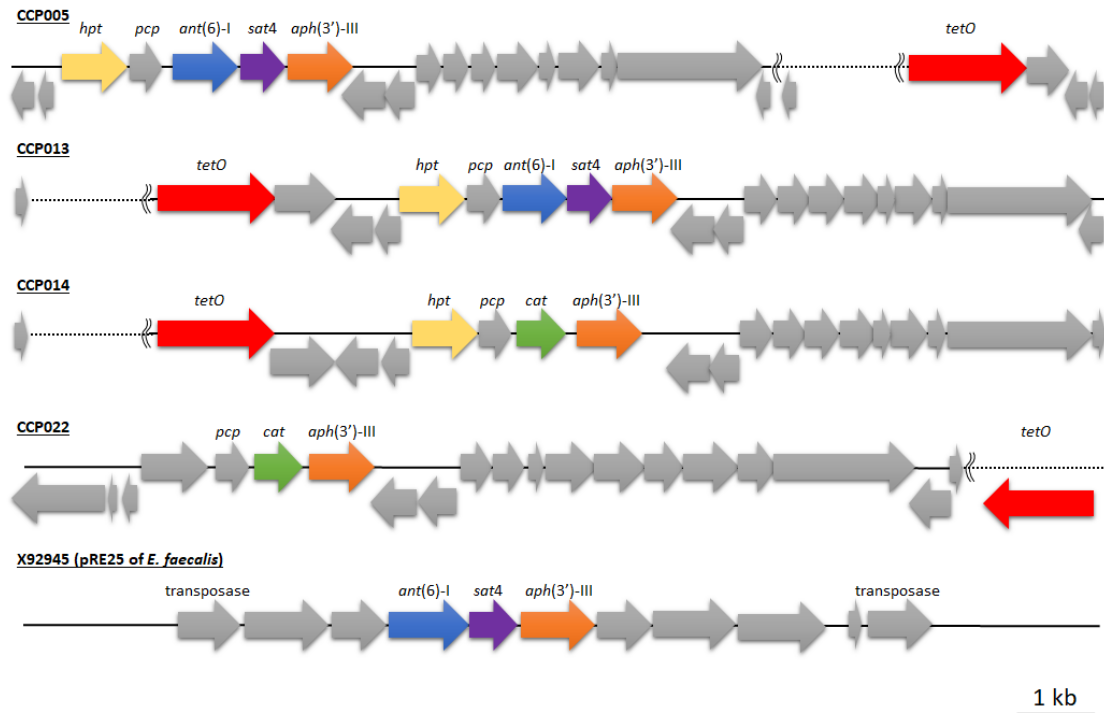 CCP005
hpt pcp ant(6)-I sat4 aph(3')-III tetO
CCP013
tetO hpt pcp ant(6)-I sat4 aph(3')-III
CCP014
tetO hpt pcp cat aph(3')-III
CCP022
pcp cat aph(3')-III tetO
X92945 (pRE25 of E. faecalis)
transposase ant(6)-I sat4 aph(3')-III transposase
1 kb